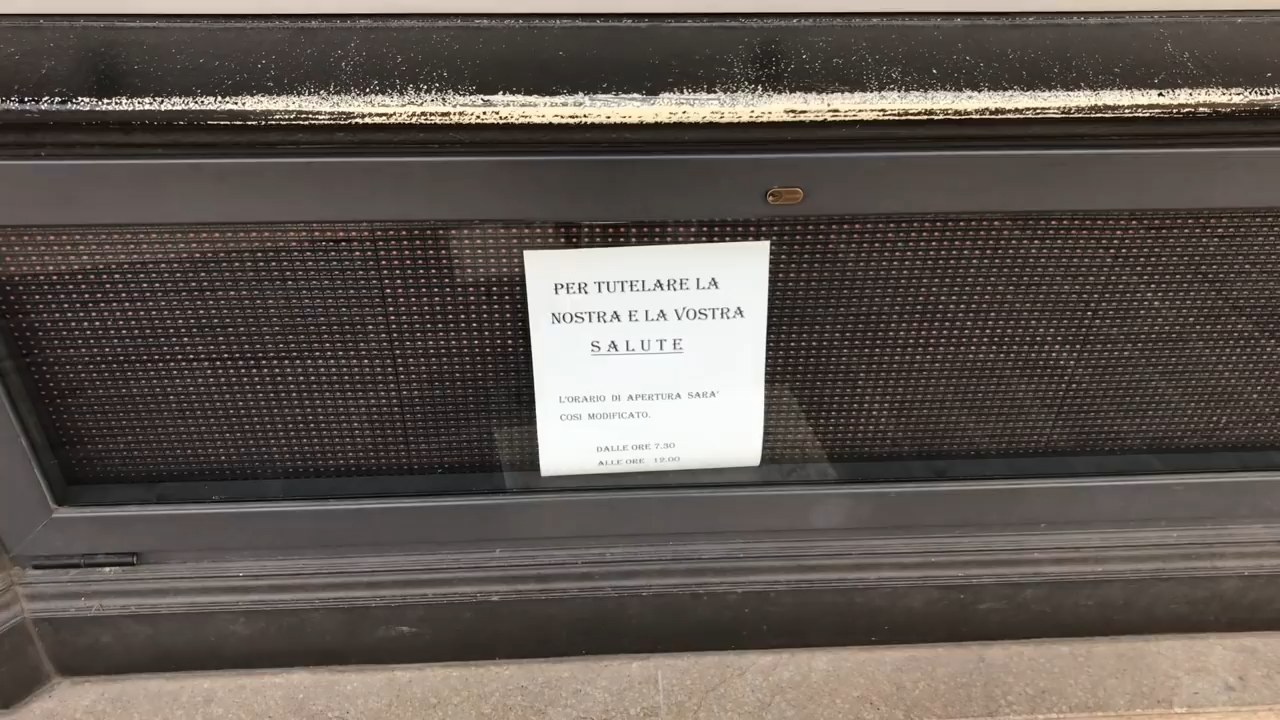 PER TUTELARE LA
NOSTRA E LA VOSTRA
SALUTE
L'ORARIO DI APERTURA SARA'
COSI MODIFICATO.
DALLE ORE 7.30
ALLE ORE 12.00